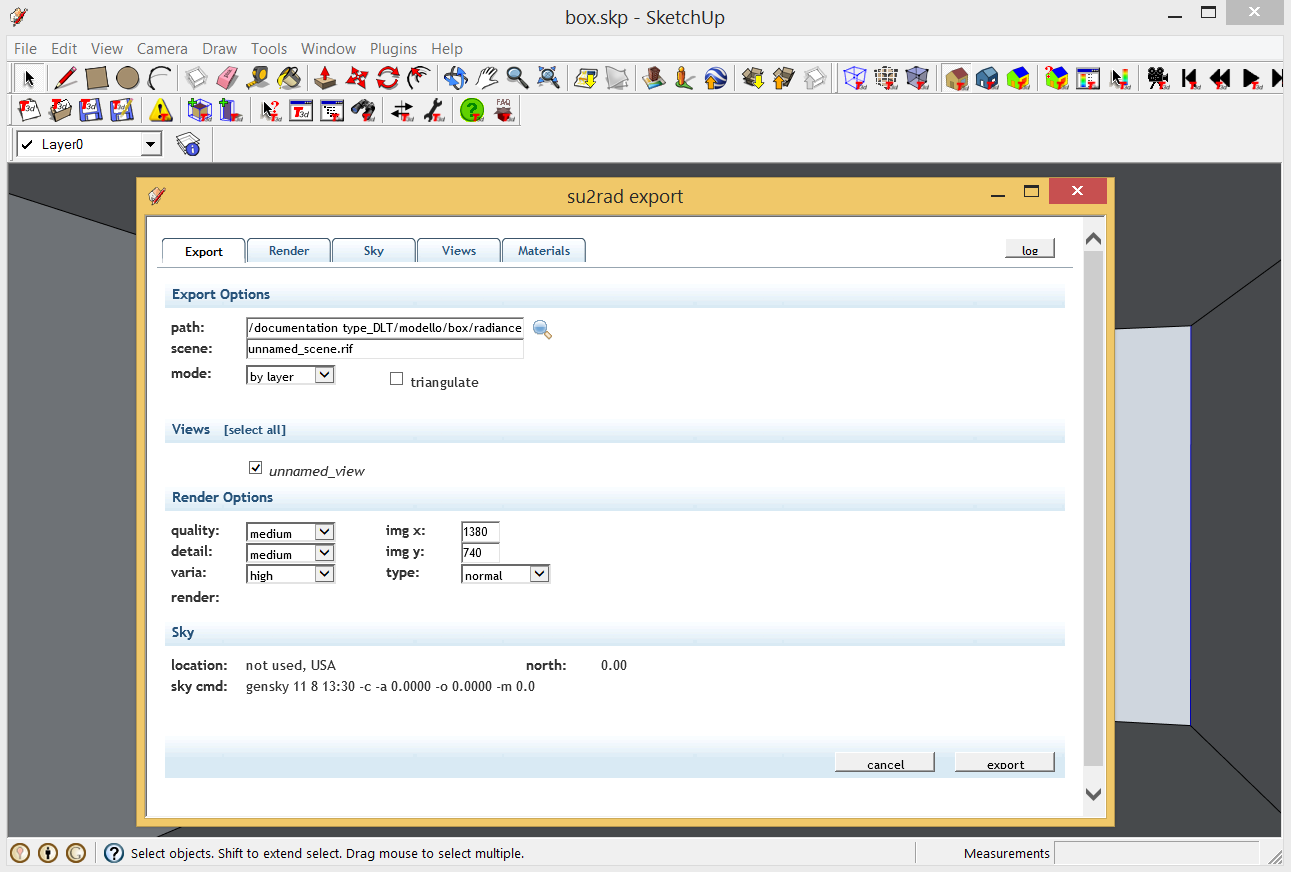 box.skp - SketchUp
File Edit View Camera Draw Tools Window Plugins Help
T3d
FAQ
Layer0
su2rad export
Export Render Sky Views Materials log
Export Options
path: /documentation type_DLT/modello/box/radiance
scene: unnamed_scene.rif
mode: by layer triangulate
Views [select all]
unnamed_view
Render Options
quality: medium img x: 1380
detail: medium img y: 740
varia: high type: normal
render:
Sky
location: not used, USA north: 0.00
sky cmd: gensky 11 8 13:30 -c -a 0.0000 -o 0.0000 -m 0.0
cancel export
Select objects. Shift to extend select. Drag mouse to select multiple. Measurements